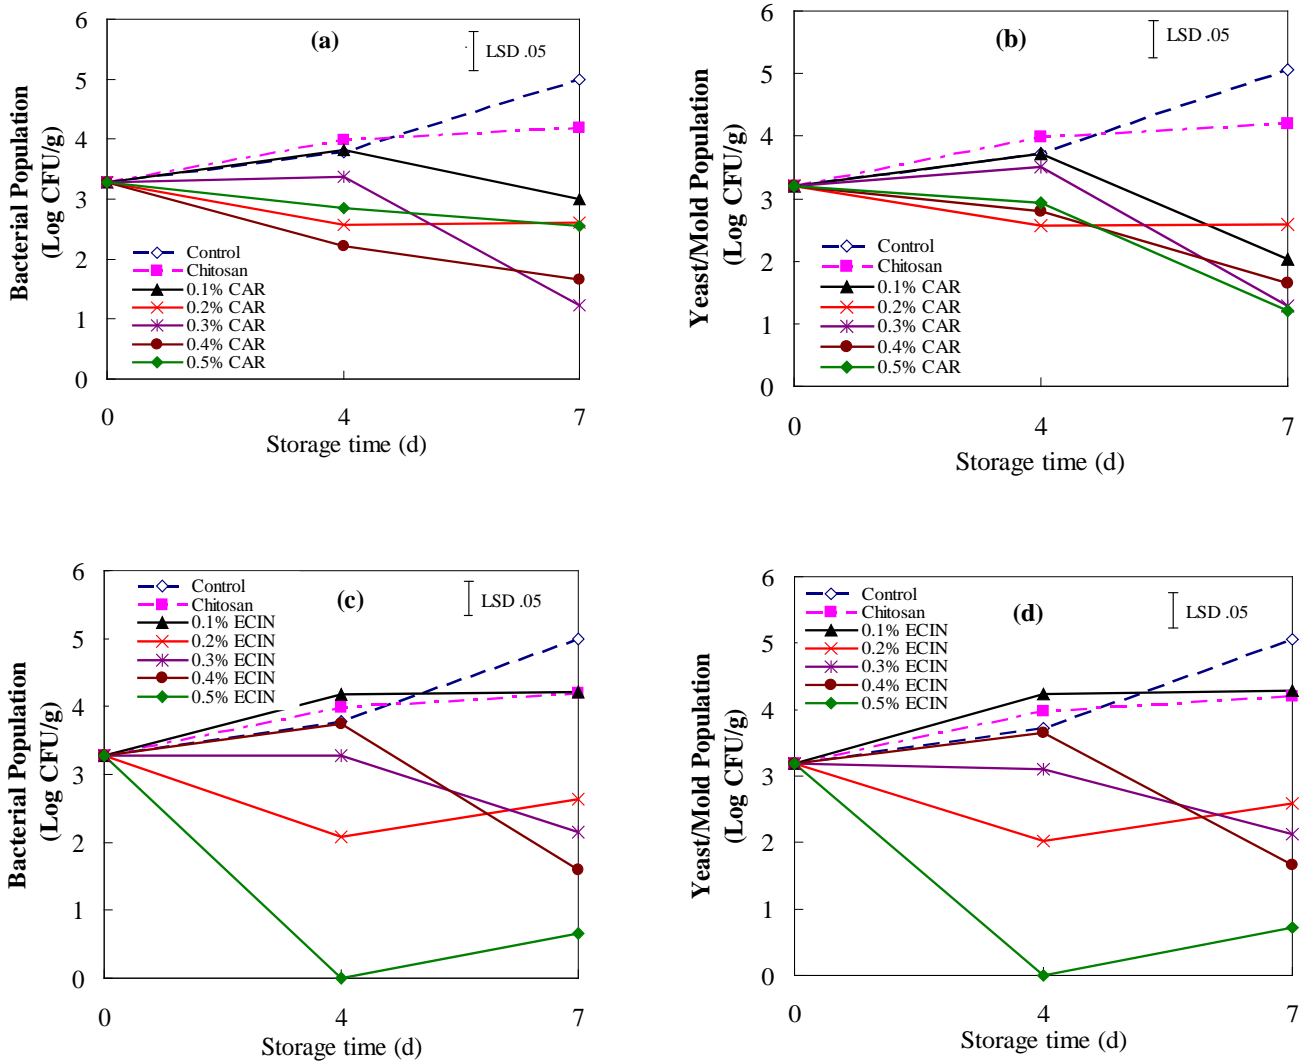 (a)
LSD .05
6
5
4
3
2
1
0
Bacterial Population
(Log CFU/g)
Control
Chitosan
0.1% CAR
0.2% CAR
0.3% CAR
0.4% CAR
0.5% CAR
0 4 7
Storage time (d)
(b)
LSD .05
6
5
4
3
2
1
0
Yeast/Mold Population
(Log CFU/g)
Control
Chitosan
0.1% CAR
0.2% CAR
0.3% CAR
0.4% CAR
0.5% CAR
0 4 7
Storage time (d)
(c)
LSD .05
6
5
4
3
2
1
0
Bacterial Population
(Log CFU/g)
Control
Chitosan
0.1% ECIN
0.2% ECIN
0.3% ECIN
0.4% ECIN
0.5% ECIN
0 4 7
Storage time (d)
(d)
LSD .05
6
5
4
3
2
1
0
Yeast/Mold Population
(Log CFU/g)
Control
Chitosan
0.1% ECIN
0.2% ECIN
0.3% ECIN
0.4% ECIN
0.5% ECIN
0 4 7
Storage time (d)